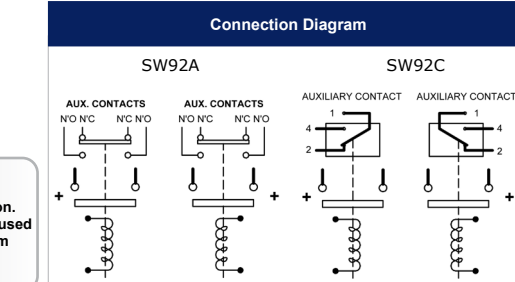 Connection Diagram
SW92A
SW92C
AUX. CONTACTS
N'O N'C N'C N'O
AUX. CONTACTS
N'O N'C N'C N'O
AUXILIARY CONTACT
1
4
2
AUXILIARY CONTACT
1
4
2
+
+
+
+
on.
used
m